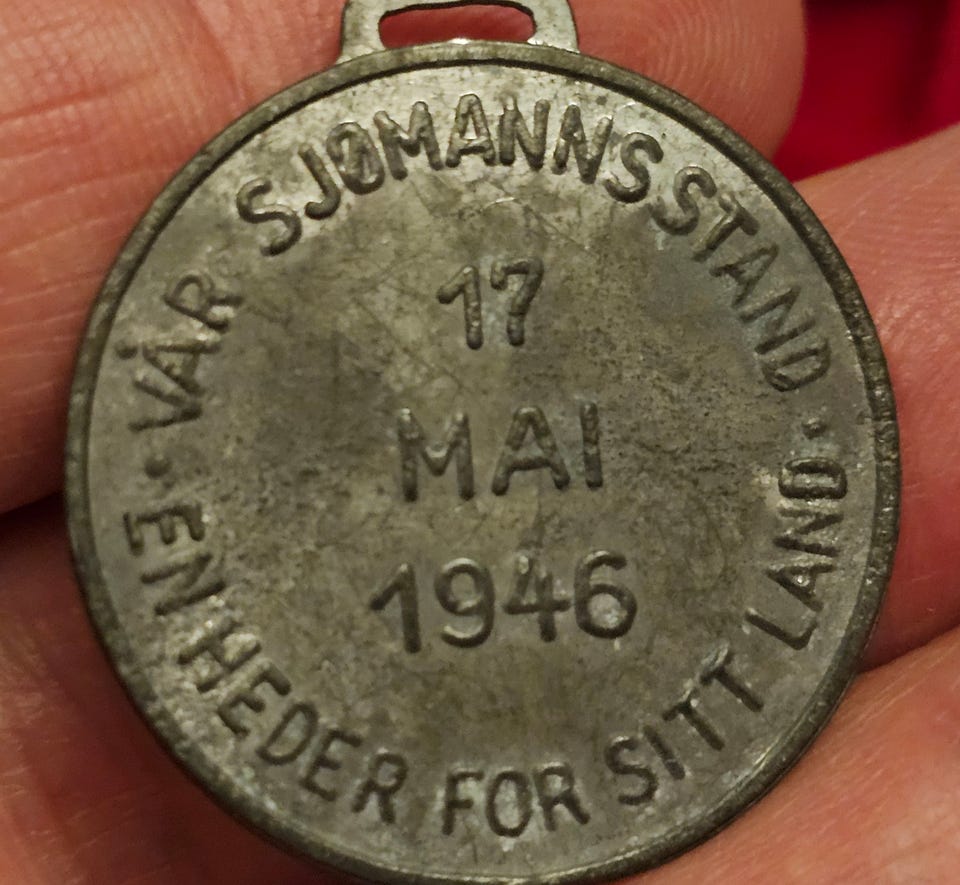 · VÅR SJØMANNSSTAND ·
17
MAI
1946
EN HEDER FOR SITT LAND